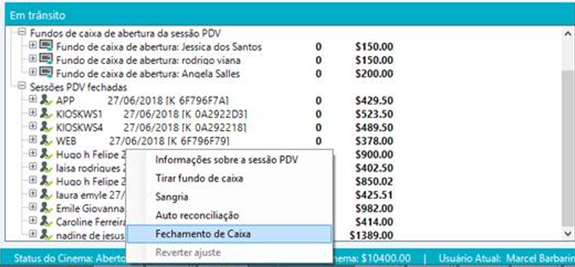 Em trânsito
Fundos de caixa de abertura da sessão PDV
Fundo de caixa de abertura: Jessica dos Santos 0 $150.00
Fundo de caixa de abertura: rodrigo viana 0 $150.00
Fundo de caixa de abertura: Angela Salles 0 $200.00
Sessões PDV fechadas
APP 27/06/2018 [K 6F796F7A] 0 $429.50
KIOSKWS1 27/06/2018 [K 0A2922D3] 0 $523.50
KIOSKWS4 27/06/2018 [K 0A292218] 0 $489.50
WEB 27/06/2018 [K 6F796F79] 0 $378.00
Hugo h Felipe 2 $900.00
laisa rodrigues 2 $402.50
Hugo h Felipe 2 $850.02
laura emyle 27/ $425.51
Emile Giovanna $982.00
Caroline Ferreira $414.00
nadine de jesus $1389.00
Informações sobre a sessão PDV
Tirar fundo de caixa
Sangria
Auto reconciliação
Fechamento de Caixa
Reverter ajuste
Status do Cinema: Aberto nema: $10400.00 | Usuário Atual: Marcel Barbarin